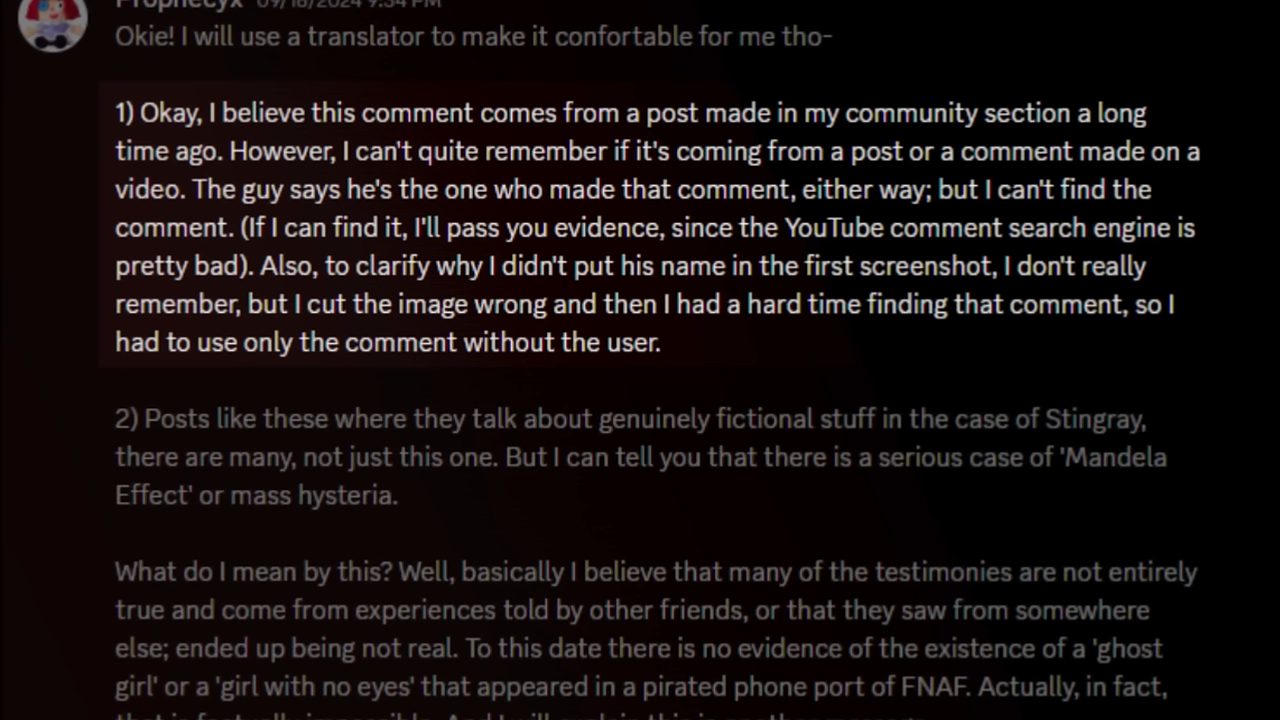 Prophecyx 09/18/2024 9:34 PM
Okie! I will use a translator to make it confortable for me tho-
1) Okay, I believe this comment comes from a post made in my community section a long
time ago. However, I can't quite remember if it's coming from a post or a comment made on a
video. The guy says he's the one who made that comment, either way; but I can't find the
comment. (If I can find it, I'll pass you evidence, since the YouTube comment search engine is
pretty bad). Also, to clarify why I didn't put his name in the first screenshot, I don't really
remember, but I cut the image wrong and then I had a hard time finding that comment, so I
had to use only the comment without the user.
2) Posts like these where they talk about genuinely fictional stuff in the case of Stingray,
there are many, not just this one. But I can tell you that there is a serious case of 'Mandela
Effect' or mass hysteria.
What do I mean by this? Well, basically I believe that many of the testimonies are not entirely
true and come from experiences told by other friends, or that they saw from somewhere
else; ended up being not real. To this date there is no evidence of the existence of a 'ghost
girl' or a 'girl with no eyes' that appeared in a pirated phone port of FNAF. Actually, in fact,